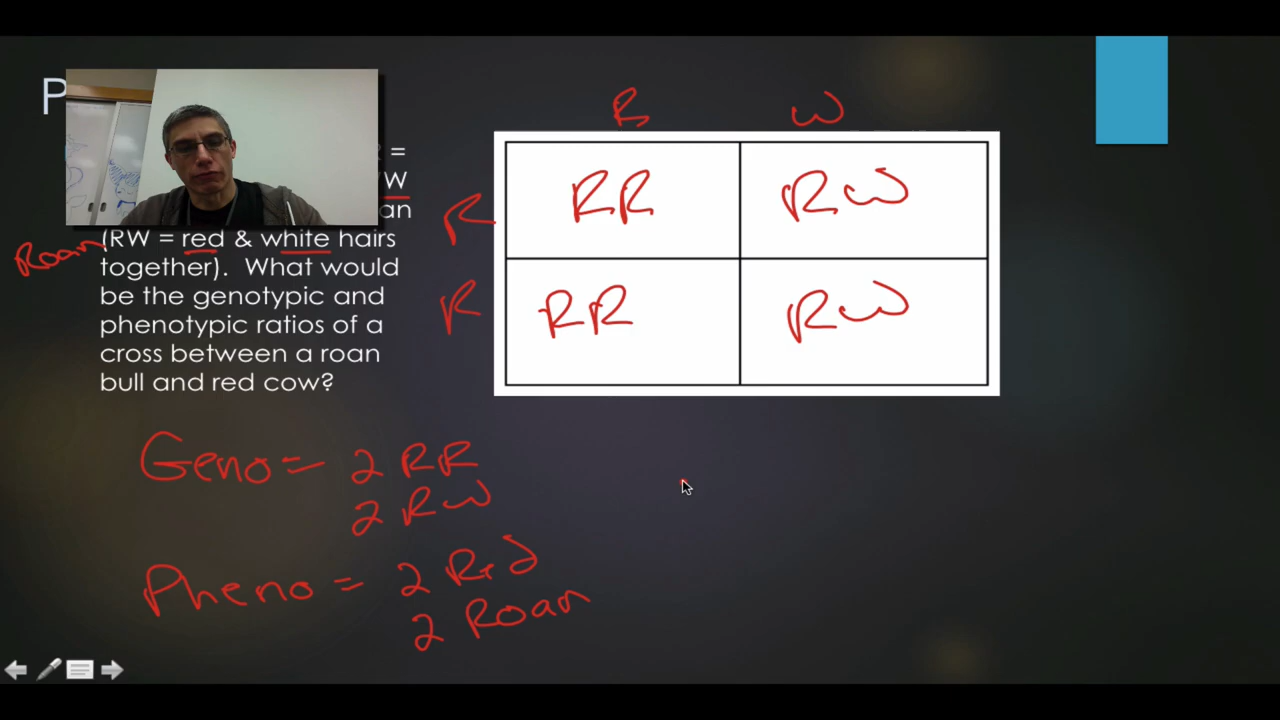 P
R =
W
an
Roan (RW = red & white hairs
together). What would
be the genotypic and
phenotypic ratios of a
cross between a roan
bull and red cow?
R W
R RR RW
R RR RW
Geno = 2 RR
2 RW
Pheno = 2 Red
2 Roan